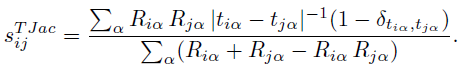 s_{ij}^{TJac} = \frac{\sum_{\alpha} R_{i\alpha} R_{j\alpha} |t_{i\alpha} - t_{j\alpha}|^{-1} (1 - \delta_{t_{i\alpha}, t_{j\alpha}})}{\sum_{\alpha} (R_{i\alpha} + R_{j\alpha} - R_{i\alpha} R_{j\alpha})}.